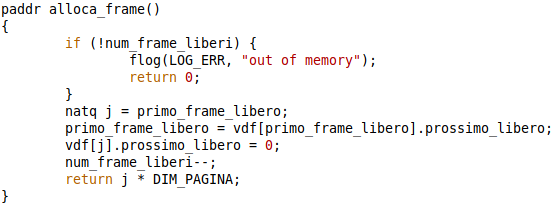 paddr alloca_frame()
{
        if (!num_frame_liberi) {
                flog(LOG_ERR, "out of memory");
                return 0;
        }
        natq j = primo_frame_libero;
        primo_frame_libero = vdf[primo_frame_libero].prossimo_libero;
        vdf[j].prossimo_libero = 0;
        num_frame_liberi--;
        return j * DIM_PAGINA;
}